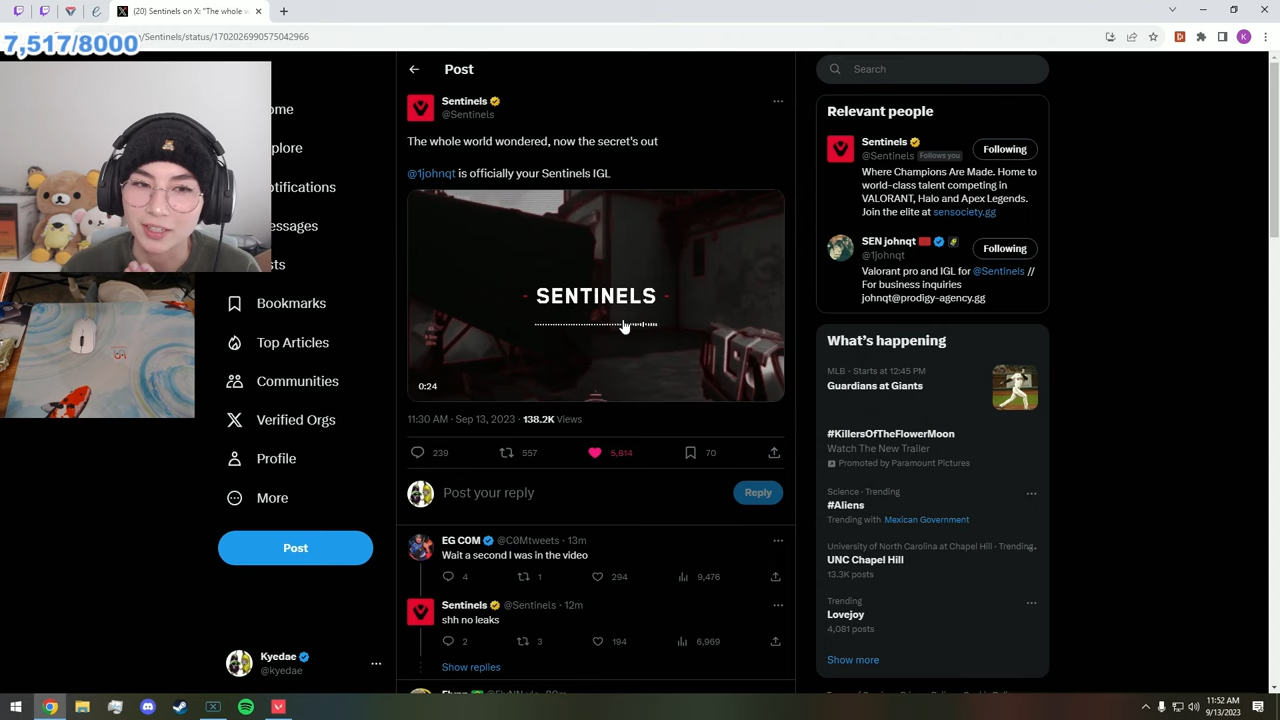 (20) Sentinels on X: "The whole w
7,517/8000
/Sentinels/status/1702026990575042966
K
ome
plore
otifications
essages
sts
Bookmarks
Top Articles
Communities
Verified Orgs
Profile
More
Post
Kyedae
@kyedae
Post
Sentinels
@Sentinels
The whole world wondered, now the secret's out
@1johnqt is officially your Sentinels IGL
- SENTINELS -
0:24
11:30 AM · Sep 13, 2023 · 138.2K Views
239
557
5,814
70
Post your reply
Reply
EG C0M @C0Mtweets · 13m
Wait a second I was in the video
4
1
294
9,476
Sentinels @Sentinels · 12m
shh no leaks
2
3
194
6,969
Show replies
Search
Relevant people
Sentinels
@Sentinels Follows you
Following
Where Champions Are Made. Home to
world-class talent competing in
VALORANT, Halo and Apex Legends.
Join the elite at sensociety.gg
SEN johnqt
@1johnqt
Following
Valorant pro and IGL for @Sentinels //
For business inquiries
johnqt@prodigy-agency.gg
What's happening
MLB · Starts at 12:45 PM
Guardians at Giants
#KillersOfTheFlowerMoon
Watch The New Trailer
Promoted by Paramount Pictures
Science · Trending
#Aliens
Trending with Mexican Government
University of North Carolina at Chapel Hill · Trending
UNC Chapel Hill
13.3K posts
Trending
Lovejoy
4,081 posts
Show more
11:52 AM
9/13/2023